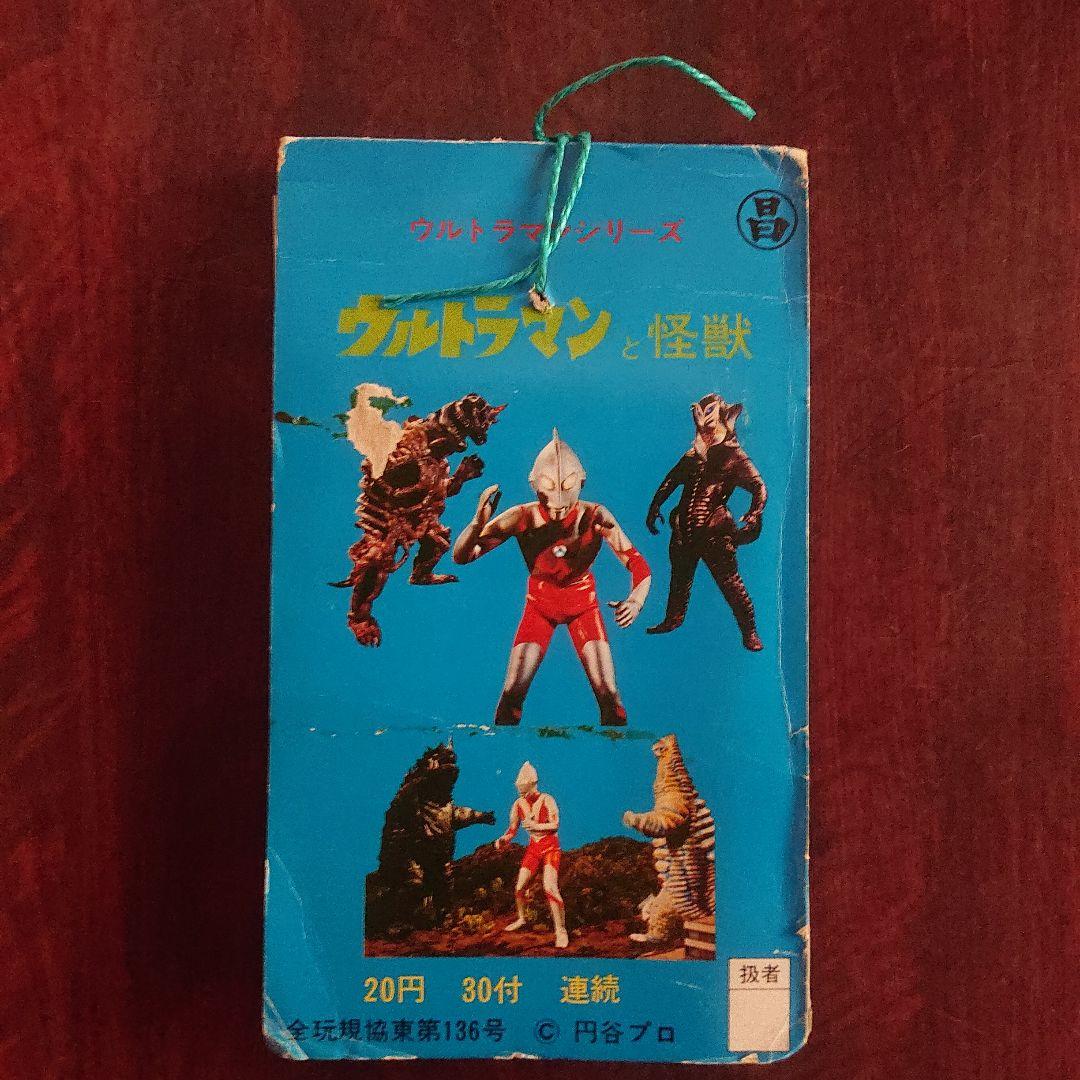 昌
ウルトラマンシリーズ
ウルトラマンと怪獣
20円 30付 連続
扱者
全玩規協東第136号 © 円谷プロ